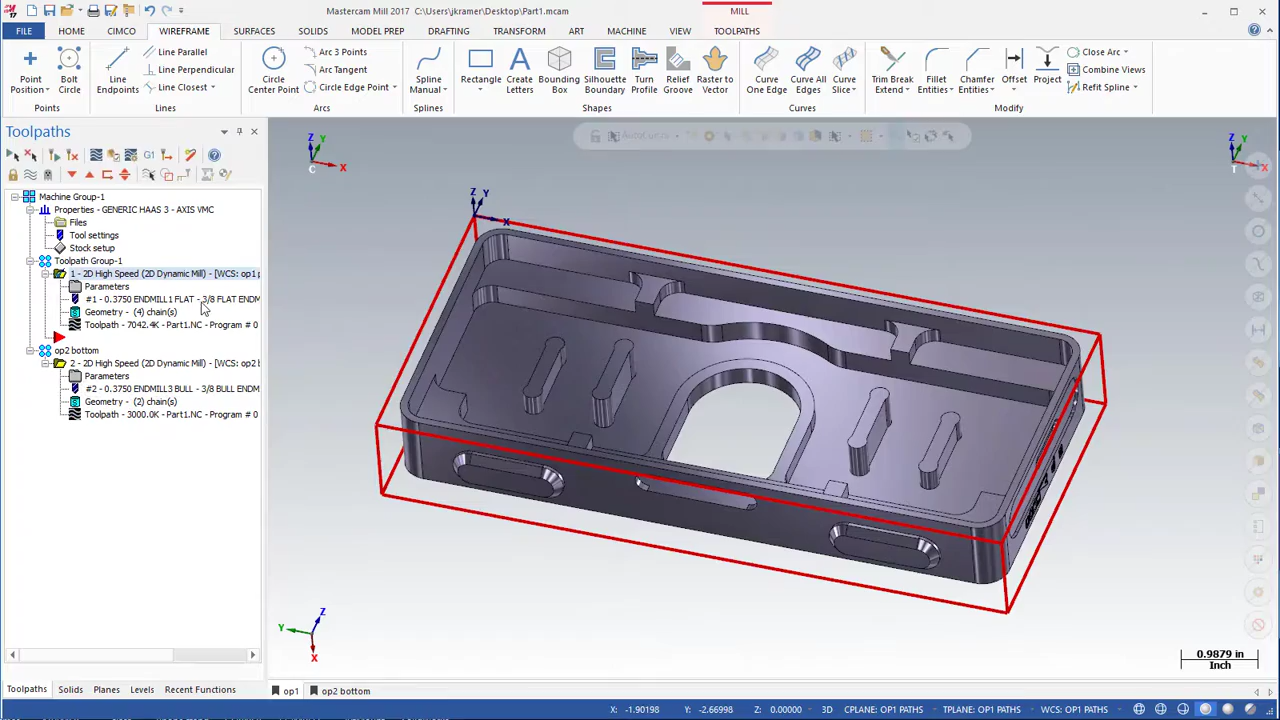 Mastercam Mill 2017 C:\Users\jkramer\Desktop\Part1.mcam
MILL
FILE HOME CIMCO WIREFRAME SURFACES SOLIDS MODEL PREP DRAFTING TRANSFORM ART MACHINE VIEW TOOLPATHS
Point Position
Bolt Circle
Points
Line Endpoints
Line Parallel
Line Perpendicular
Line Closest
Lines
Circle Center Point
Arc 3 Points
Arc Tangent
Circle Edge Point
Arcs
Spline Manual
Splines
Rectangle
Create Letters
Bounding Box
Silhouette Boundary
Turn Profile
Relief Groove
Raster to Vector
Shapes
Curve One Edge
Curve All Edges
Curve Slice
Curves
Trim Break Extend
Fillet Entities
Chamfer Entities
Offset
Project
Close Arc
Combine Views
Refit Spline
Modify
Toolpaths
G1
Machine Group-1
Properties - GENERIC HAAS 3 - AXIS VMC
Files
Tool settings
Stock setup
Toolpath Group-1
1 - 2D High Speed (2D Dynamic Mill) - [WCS: op1 p
Parameters
#1 - 0.3750 ENDMILL1 FLAT - 3/8 FLAT ENDM
Geometry - (4) chain(s)
Toolpath - 7042.4K - Part1.NC - Program # 0
op2 bottom
2 - 2D High Speed (2D Dynamic Mill) - [WCS: op2 b
Parameters
#2 - 0.3750 ENDMILL3 BULL - 3/8 BULL ENDM
Geometry - (2) chain(s)
Toolpath - 3000.0K - Part1.NC - Program # 0
AutoCursor
Z Y X C
Z Y X T
Z Y X
Z Y X
0.9879 in
Inch
Toolpaths Solids Planes Levels Recent Functions
op1 op2 bottom
X: -1.90198 Y: -2.66998 Z: 0.00000 3D CPLANE: OP1 PATHS TPLANE: OP1 PATHS WCS: OP1 PATHS